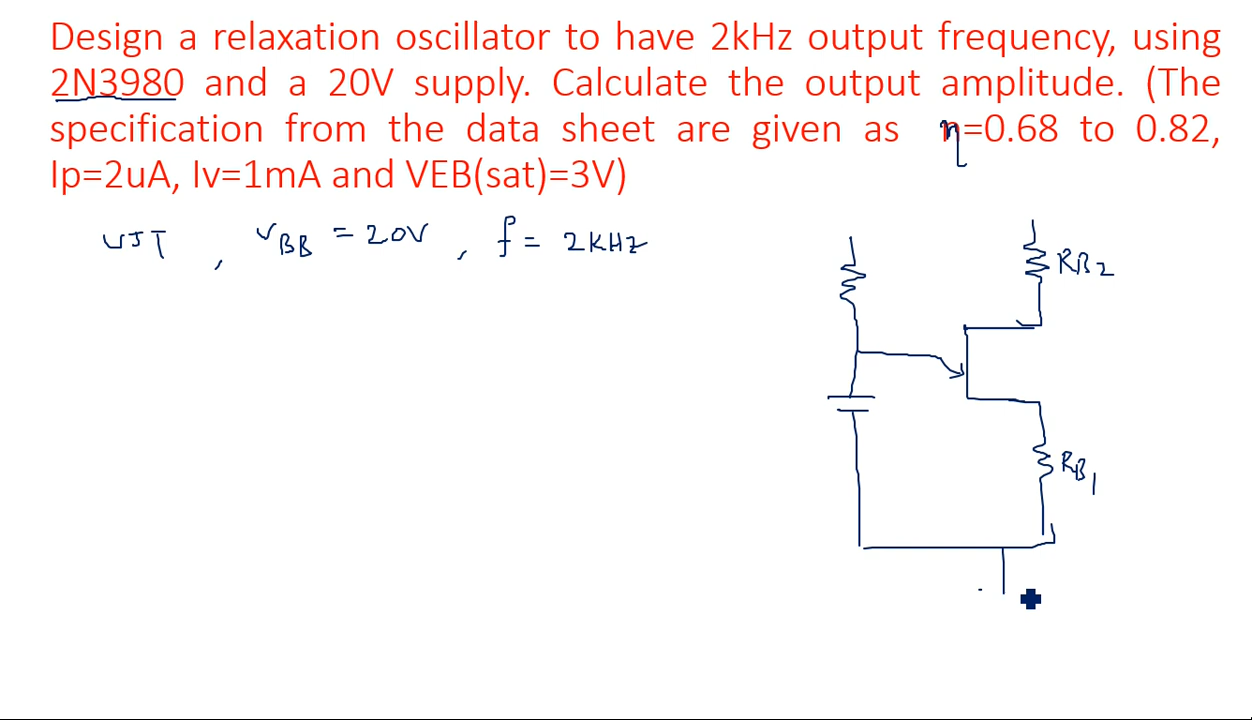 Design a relaxation oscillator to have 2kHz output frequency, using
2N3980 and a 20V supply. Calculate the output amplitude. (The
specification from the data sheet are given as η=0.68 to 0.82,
Ip=2uA, Iv=1mA and VEB(sat)=3V)
UJT , VBB = 20V , f = 2KHz
RB2
RB1